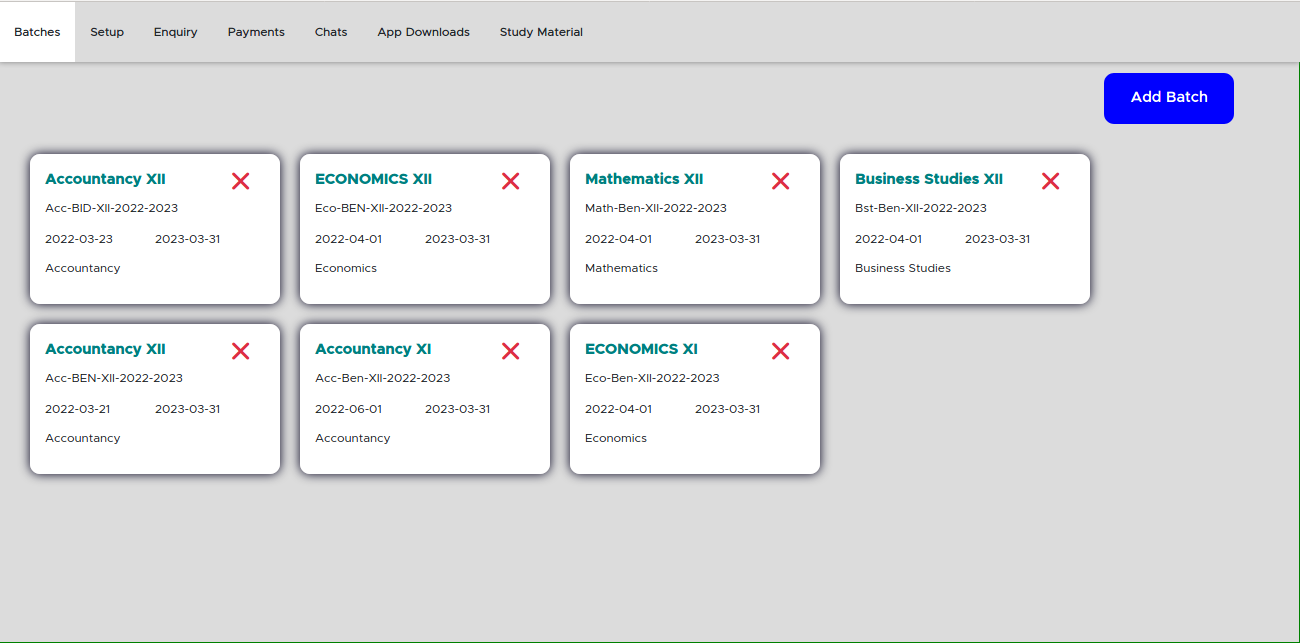 Batches Setup Enquiry Payments Chats App Downloads Study Material
Add Batch
Accountancy XII
Acc-BID-XII-2022-2023
2022-03-23 2023-03-31
Accountancy
ECONOMICS XII
Eco-BEN-XII-2022-2023
2022-04-01 2023-03-31
Economics
Mathematics XII
Math-Ben-XII-2022-2023
2022-04-01 2023-03-31
Mathematics
Business Studies XII
Bst-Ben-XII-2022-2023
2022-04-01 2023-03-31
Business Studies
Accountancy XII
Acc-BEN-XII-2022-2023
2022-03-21 2023-03-31
Accountancy
Accountancy XI
Acc-Ben-XII-2022-2023
2022-06-01 2023-03-31
Accountancy
ECONOMICS XI
Eco-Ben-XII-2022-2023
2022-04-01 2023-03-31
Economics